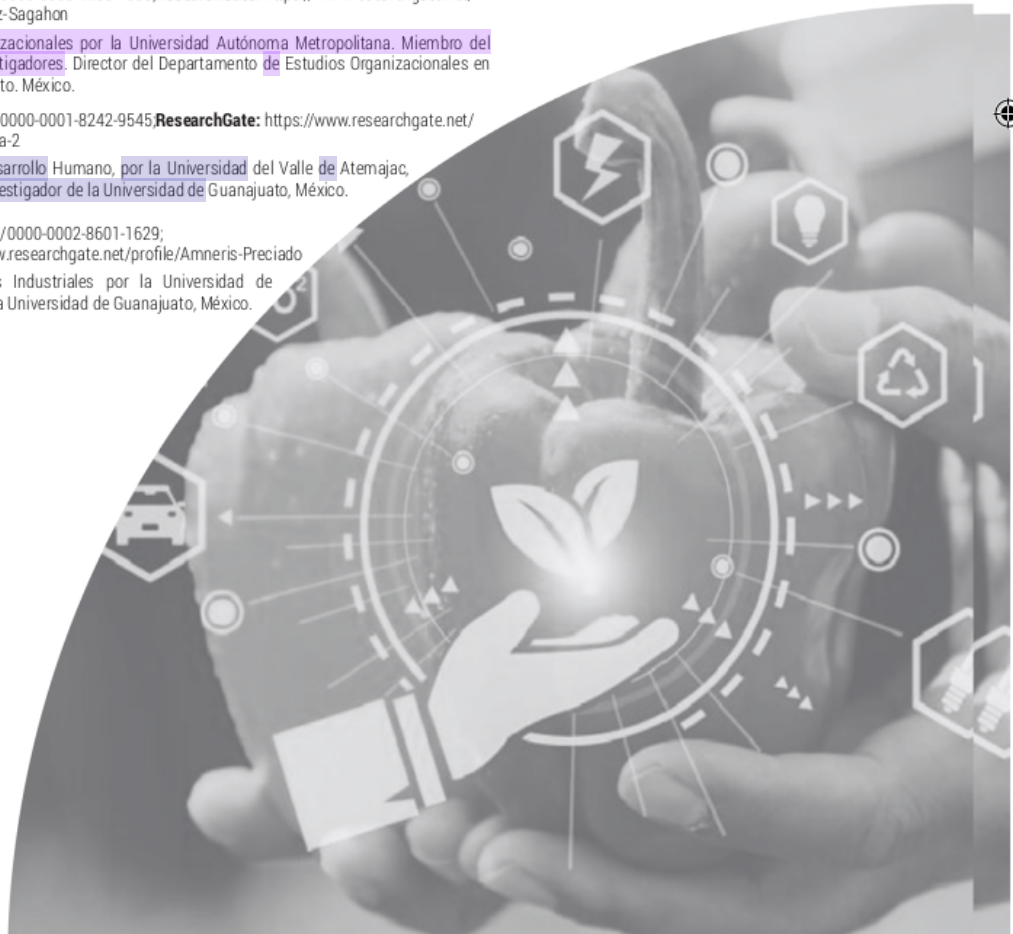 z-Sagahon
zacionales por la Universidad Autónoma Metropolitana. Miembro del
tigadores. Director del Departamento de Estudios Organizacionales en
to. México.
0000-0001-8242-9545;ResearchGate: https://www.researchgate.net/
a-2
sarrollo Humano, por la Universidad del Valle de Atemajac,
estigador de la Universidad de Guanajuato, México.
/0000-0002-8601-1629;
w.researchgate.net/profile/Amneris-Preciado
s Industriales por la Universidad de
a Universidad de Guanajuato, México.